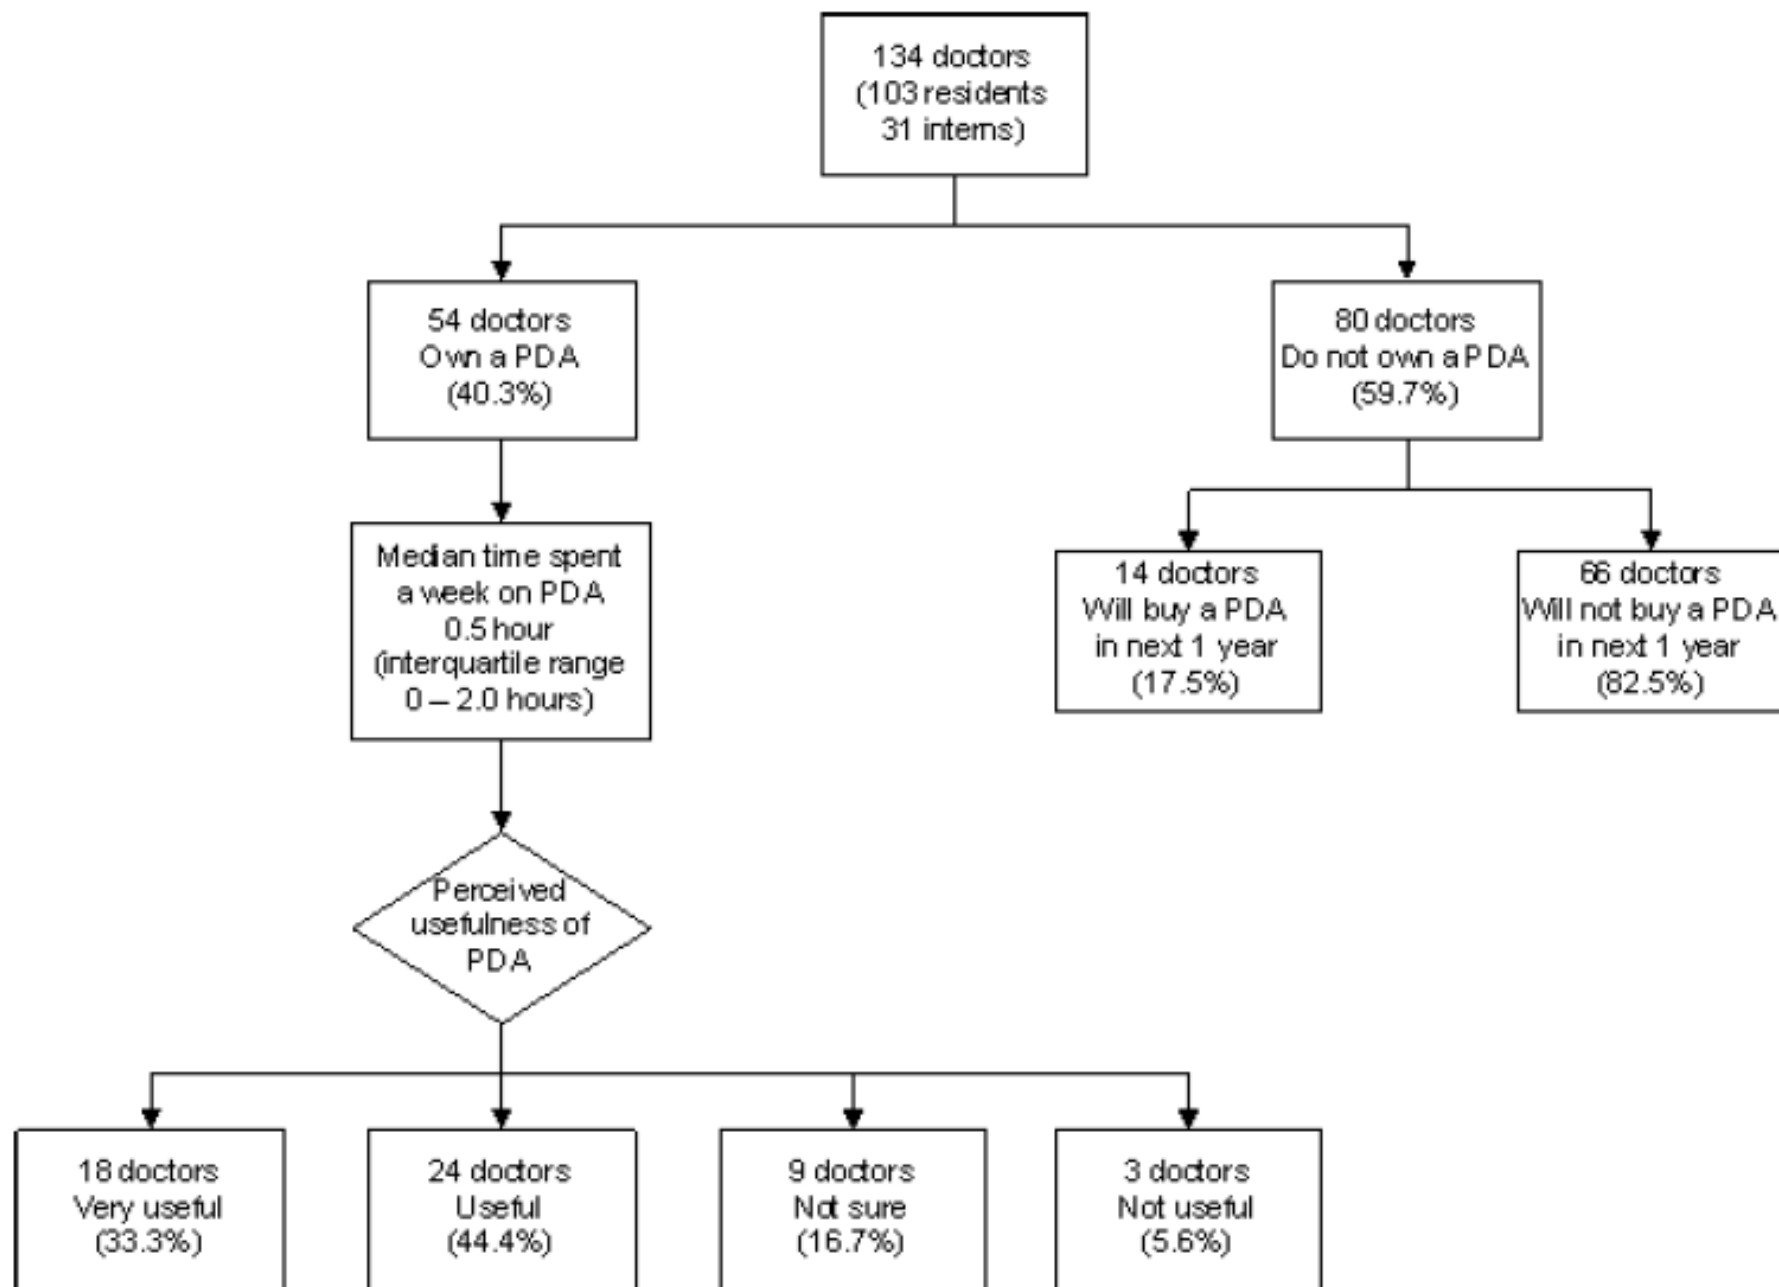 134 doctors
(103 residents
31 interns)
54 doctors
Own a PDA
(40.3%)
80 doctors
Do not own a PDA
(59.7%)
Median time spent
a week on PDA
0.5 hour
(interquartile range
0 – 2.0 hours)
14 doctors
Will buy a PDA
in next 1 year
(17.5%)
66 doctors
Will not buy a PDA
in next 1 year
(82.5%)
Perceived
usefulness of
PDA
18 doctors
Very useful
(33.3%)
24 doctors
Useful
(44.4%)
9 doctors
Not sure
(16.7%)
3 doctors
Not useful
(5.6%)